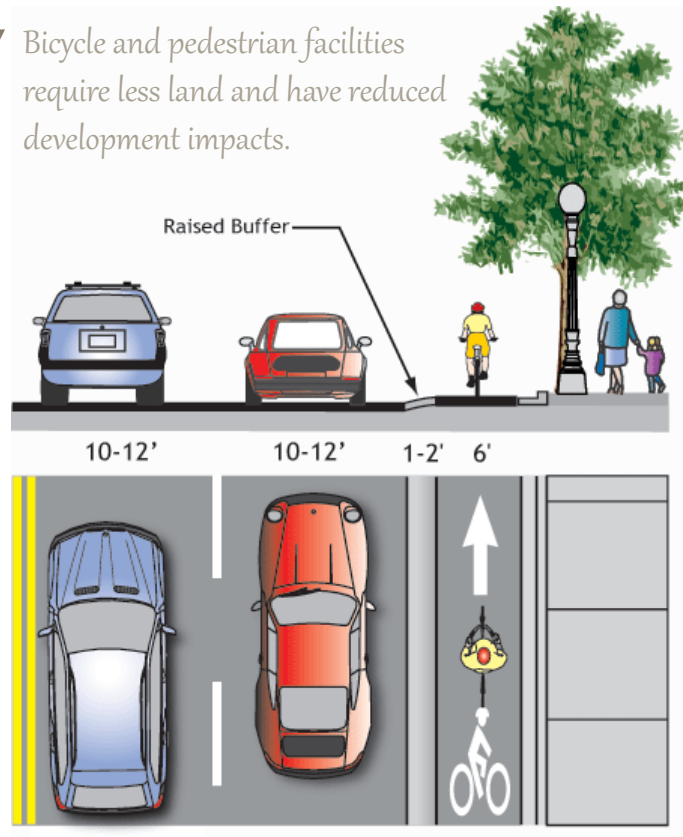 Bicycle and pedestrian facilities
require less land and have reduced
development impacts.
Raised Buffer
10-12’ 10-12’ 1-2' 6'